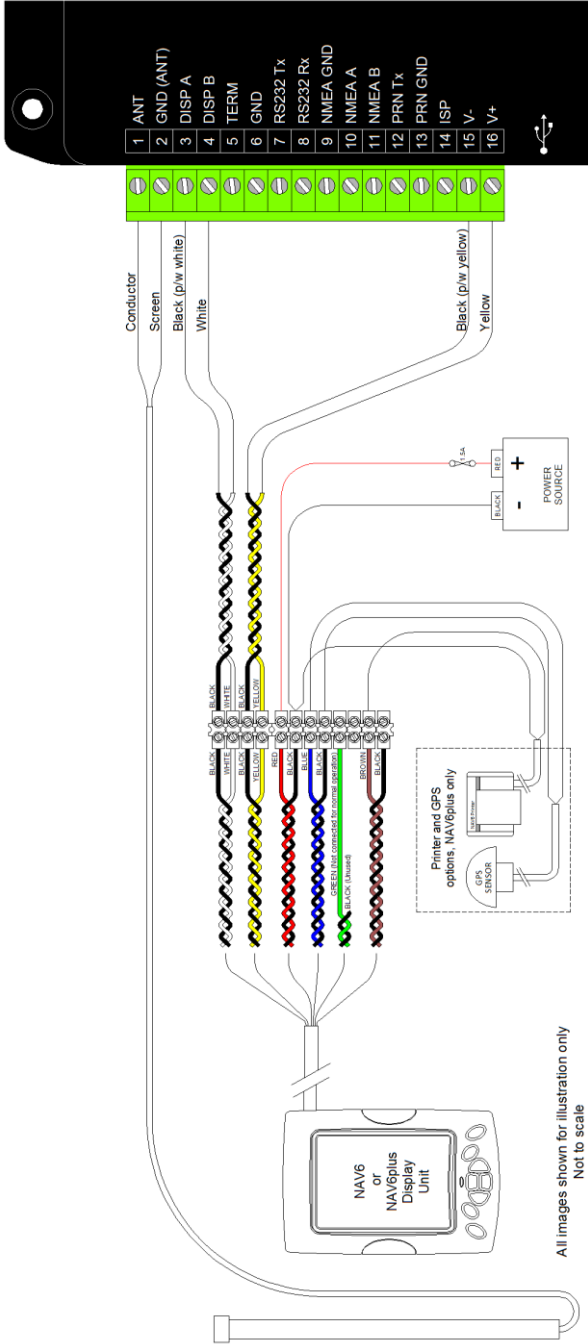 1 ANT
2 GND (ANT)
3 DISP A
4 DISP B
5 TERM
6 GND
7 RS232 Tx
8 RS232 Rx
9 NMEA GND
10 NMEA A
11 NMEA B
12 PRN Tx
13 PRN GND
14 ISP
15 V-
16 V+
Conductor
Screen
Black (p/w white)
White
Black (p/w yellow)
Yellow
1.5A
RED
BLACK
+
-
POWER
SOURCE
BLACK
WHITE
BLACK
YELLOW
BLACK
WHITE
BLACK
YELLOW
RED
BLACK
BLUE
BLACK
GREEN (Not connected for normal operation)
BLACK (Unused)
BROWN
BLACK
Printer and GPS
options, NAV6plus only
NAV6 Printer
GPS
SENSOR
NAV6
or
NAV6plus
Display
Unit
All images shown for illustration only
Not to scale